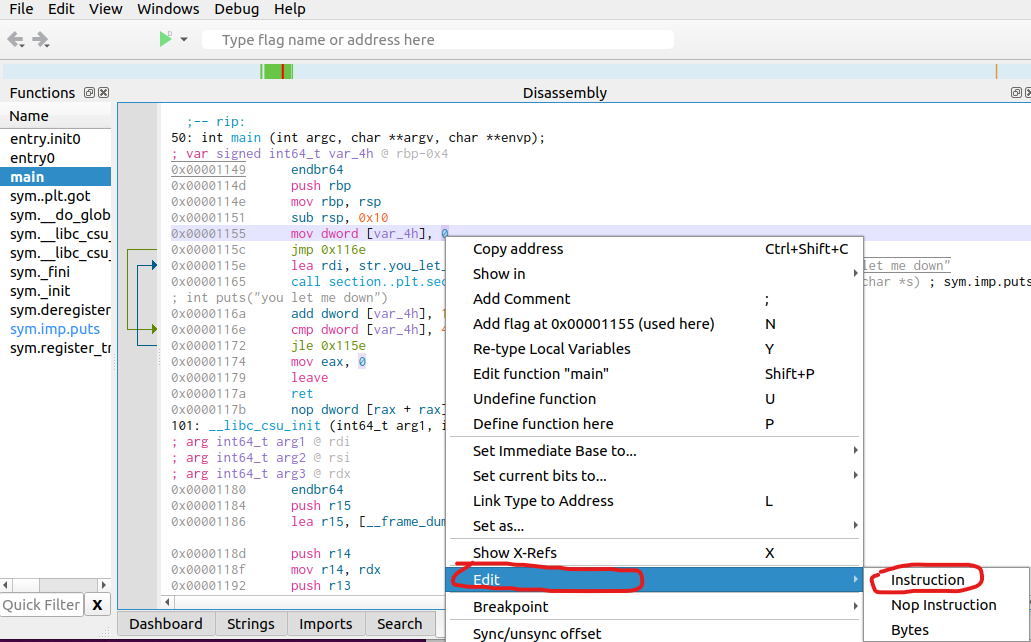 File Edit View Windows Debug Help
Type flag name or address here
Functions
Disassembly
Name
entry.init0
entry0
main
sym..plt.got
sym.__do_glob
sym.__libc_csu_
sym.__libc_csu_
sym._fini
sym._init
sym.deregister
sym.imp.puts
sym.register_tr
Quick Filter X
;-- rip:
50: int main (int argc, char **argv, char **envp);
; var signed int64_t var_4h @ rbp-0x4
0x00001149 endbr64
0x0000114d push rbp
0x0000114e mov rbp, rsp
0x00001151 sub rsp, 0x10
0x00001155 mov dword [var_4h], 0
0x0000115c jmp 0x116e
0x0000115e lea rdi, str.you_let_ let me down"
0x00001165 call section..plt.sec char *s) ; sym.imp.puts
; int puts("you let me down")
0x0000116a add dword [var_4h], 1
0x0000116e cmp dword [var_4h], 4
0x00001172 jle 0x115e
0x00001174 mov eax, 0
0x00001179 leave
0x0000117a ret
0x0000117b nop dword [rax + rax]
101: __libc_csu_init (int64_t arg1, i
; arg int64_t arg1 @ rdi
; arg int64_t arg2 @ rsi
; arg int64_t arg3 @ rdx
0x00001180 endbr64
0x00001184 push r15
0x00001186 lea r15, [__frame_dum
0x0000118d push r14
0x0000118f mov r14, rdx
0x00001192 push r13
Copy address Ctrl+Shift+C
Show in
Add Comment ;
Add flag at 0x00001155 (used here) N
Re-type Local Variables Y
Edit function "main" Shift+P
Undefine function U
Define function here P
Set Immediate Base to...
Set current bits to...
Link Type to Address L
Set as...
Show X-Refs X
Edit
Breakpoint
Sync/unsync offset
Instruction
Nop Instruction
Bytes
Dashboard Strings Imports Search